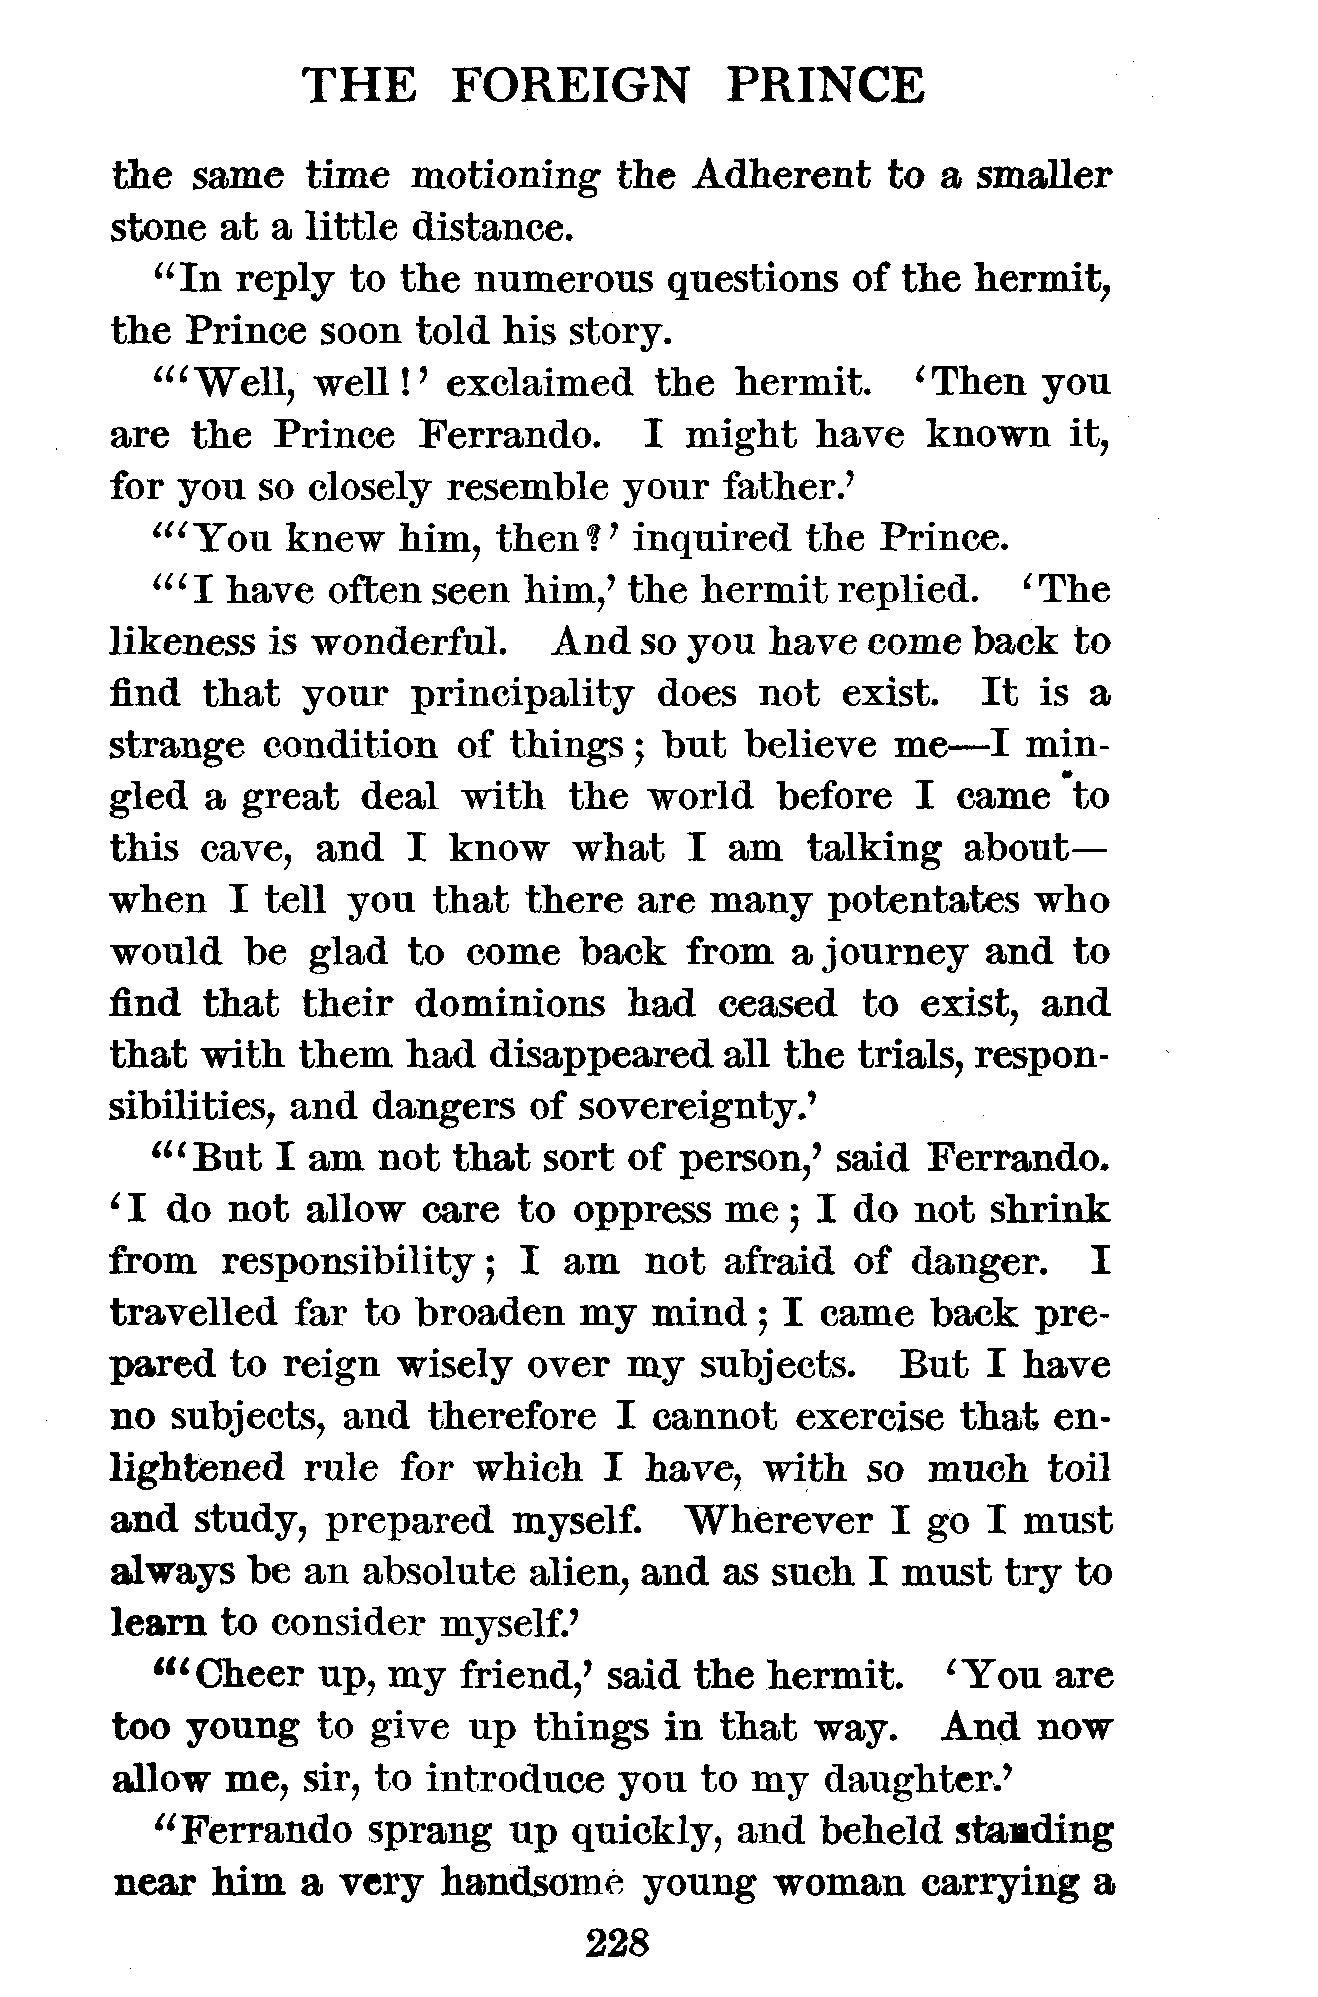 THE FOREIGN PRINCE
the same time motioning the Adherent to a smaller
stone at a little distance.
“In reply to the numerous questions of the hermit,
the Prince soon told his story.
“‘Well, well!’ exclaimed the hermit. ‘Then you
are the Prince Ferrando. I might have known it,
for you so closely resemble your father.’
“‘You knew him, then?’ inquired the Prince.
“‘I have often seen him,’ the hermit replied. ‘The
likeness is wonderful. And so you have come back to
find that your principality does not exist. It is a
strange condition of things; but believe me—I min-
gled a great deal with the world before I came to
this cave, and I know what I am talking about—
when I tell you that there are many potentates who
would be glad to come back from a journey and to
find that their dominions had ceased to exist, and
that with them had disappeared all the trials, respon-
sibilities, and dangers of sovereignty.’
“‘But I am not that sort of person,’ said Ferrando.
‘I do not allow care to oppress me; I do not shrink
from responsibility; I am not afraid of danger. I
travelled far to broaden my mind; I came back pre-
pared to reign wisely over my subjects. But I have
no subjects, and therefore I cannot exercise that en-
lightened rule for which I have, with so much toil
and study, prepared myself. Wherever I go I must
always be an absolute alien, and as such I must try to
learn to consider myself.’
“‘Cheer up, my friend,’ said the hermit. ‘You are
too young to give up things in that way. And now
allow me, sir, to introduce you to my daughter.’
“Ferrando sprang up quickly, and beheld standing
near him a very handsome young woman carrying a
228